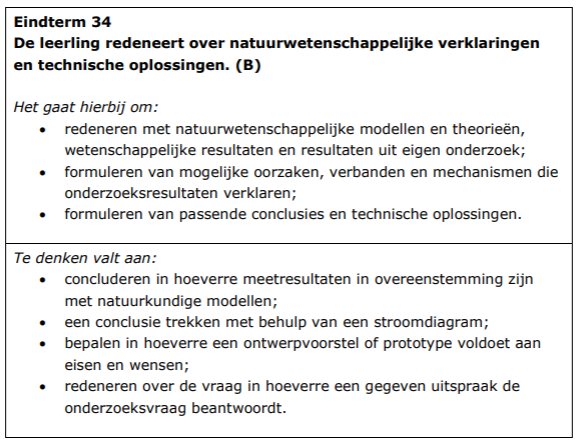 Eindterm 34
De leerling redeneert over natuurwetenschappelijke verklaringen
en technische oplossingen. (B)
Het gaat hierbij om:
• redeneren met natuurwetenschappelijke modellen en theorieën,
wetenschappelijke resultaten en resultaten uit eigen onderzoek;
• formuleren van mogelijke oorzaken, verbanden en mechanismen die
onderzoeksresultaten verklaren;
• formuleren van passende conclusies en technische oplossingen.
Te denken valt aan:
• concluderen in hoeverre meetresultaten in overeenstemming zijn
met natuurkundige modellen;
• een conclusie trekken met behulp van een stroomdiagram;
• bepalen in hoeverre een ontwerpvoorstel of prototype voldoet aan
eisen en wensen;
• redeneren over de vraag in hoeverre een gegeven uitspraak de
onderzoeksvraag beantwoordt.